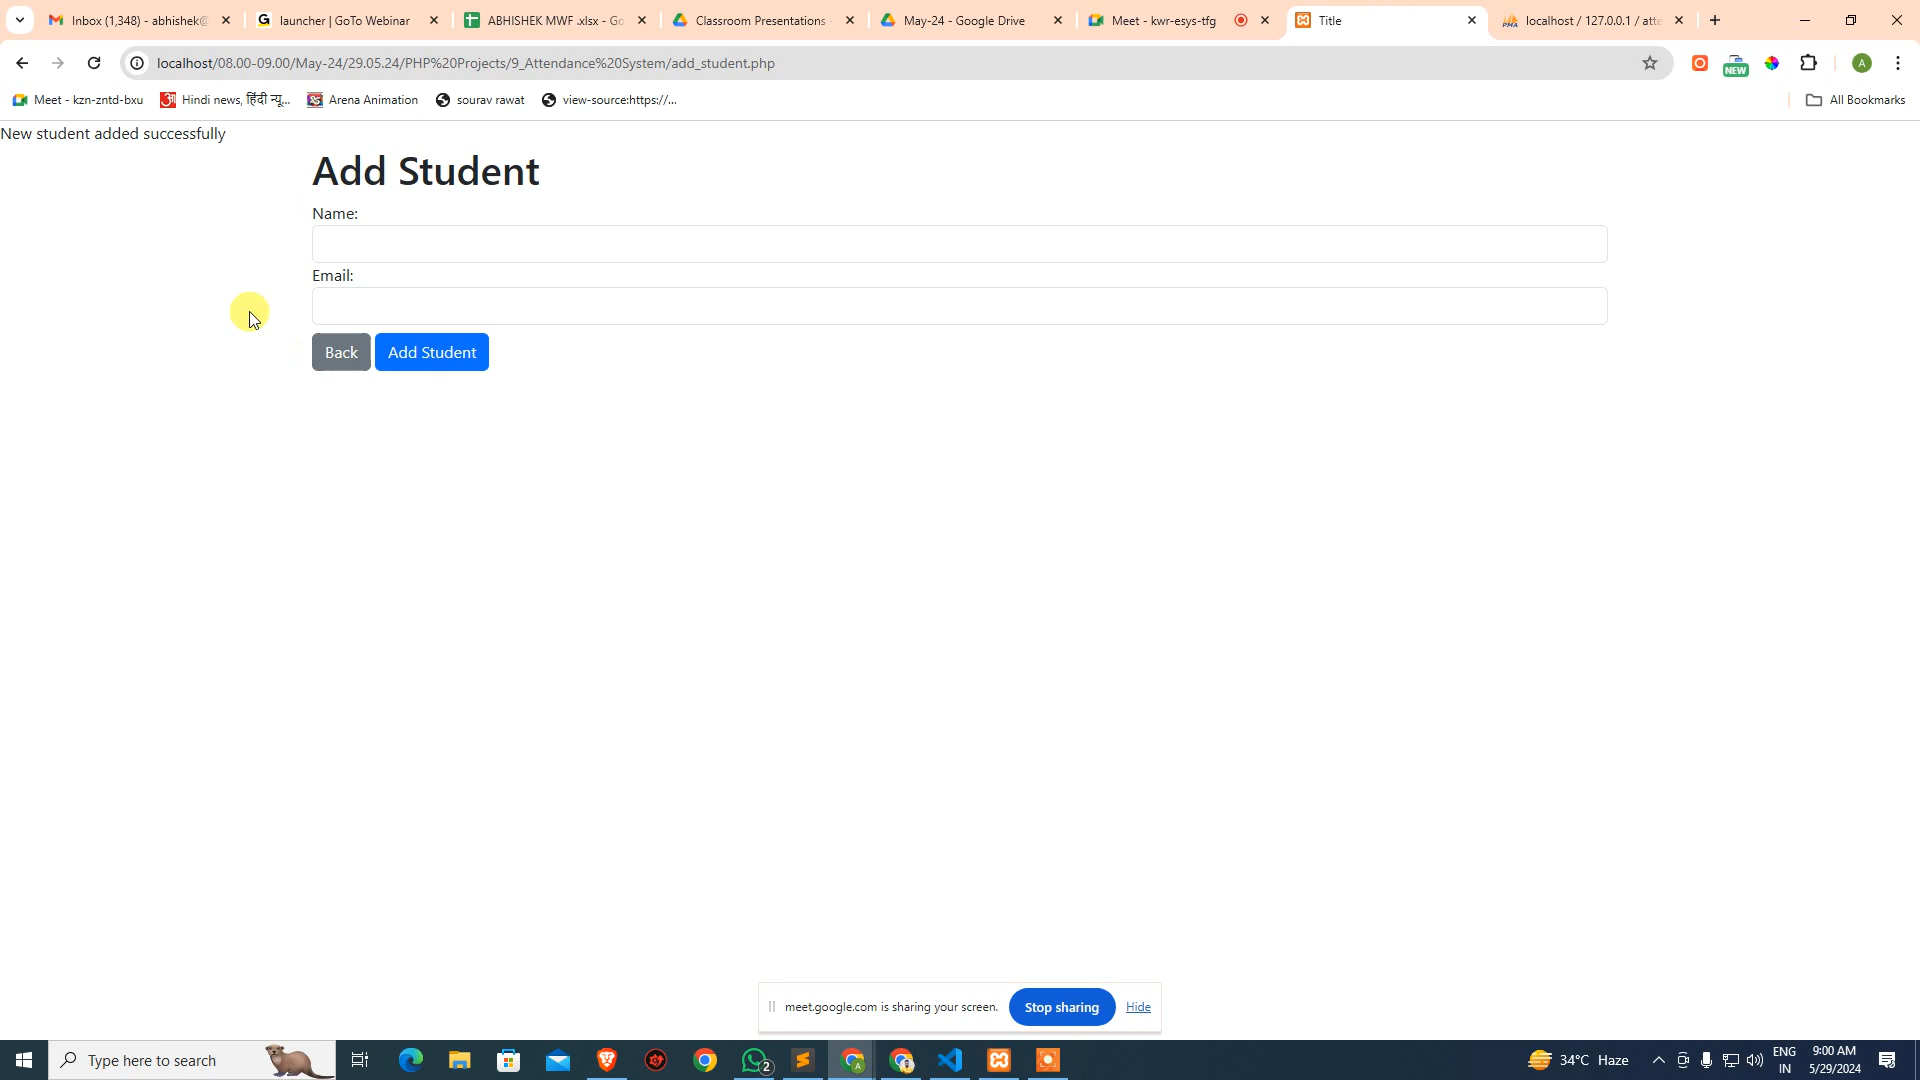 Inbox (1,348) - abhishek@
launcher | GoTo Webinar
ABHISHEK MWF .xlsx - Go
Classroom Presentations -
May-24 - Google Drive
Meet - kwr-esys-tfg
Title
localhost / 127.0.0.1 / atte
localhost/08.00-09.00/May-24/29.05.24/PHP%20Projects/9_Attendance%20System/add_student.php
NEW
A
Meet - kzn-zntd-bxu
Hindi news, हिंदी न्यू...
Arena Animation
sourav rawat
view-source:https://...
All Bookmarks
New student added successfully
Add Student
Name:
Email:
Back
Add Student
meet.google.com is sharing your screen.
Stop sharing
Hide
Type here to search
2
A
34°C Haze
ENG
IN
9:00 AM
5/29/2024